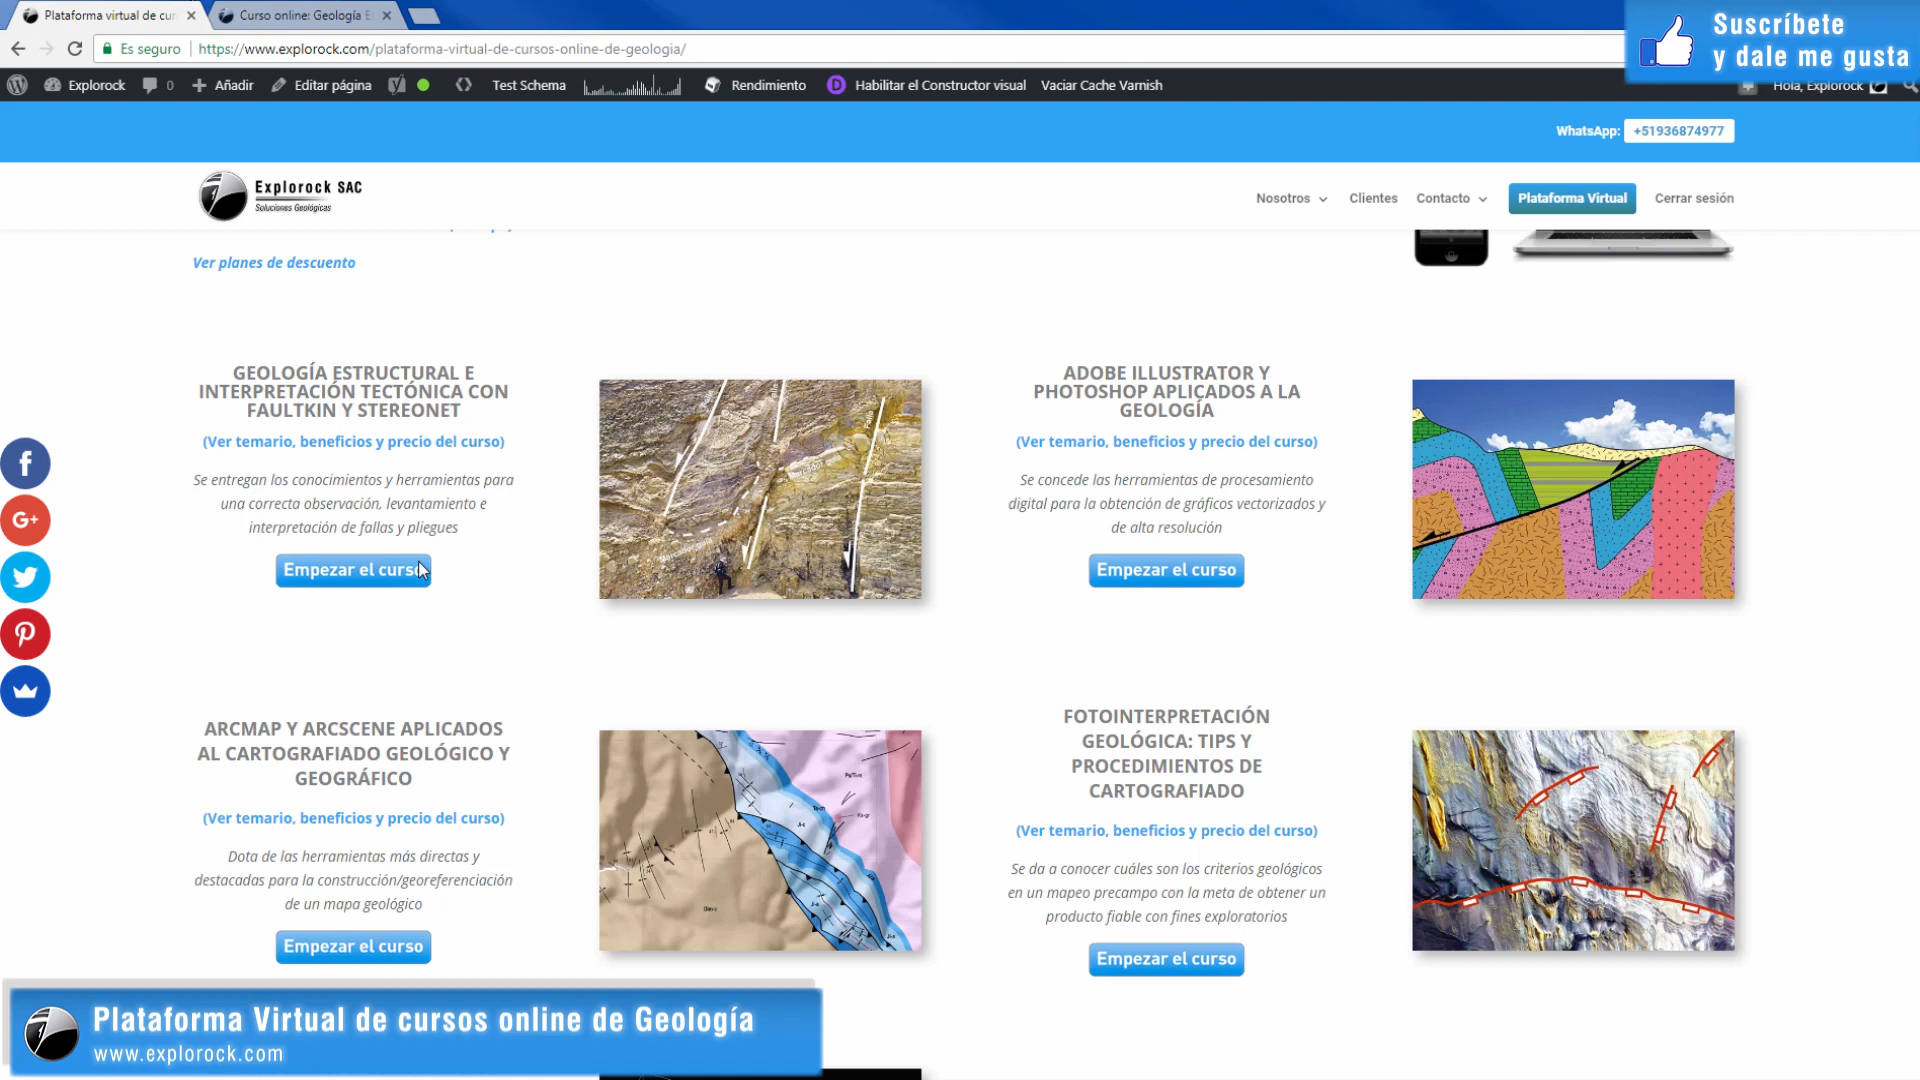 Plataforma virtual de cur
Curso online: Geología E
Suscríbete
y dale me gusta
Es seguro
https://www.explorock.com/plataforma-virtual-de-cursos-online-de-geologia/
Explorock
0
Añadir
Editar página
Test Schema
Rendimiento
D
Habilitar el Constructor visual
Vaciar Cache Varnish
Hola, Explorock
WhatsApp: +51936874977
Explorock SAC
Soluciones Geológicas
Nosotros
Clientes
Contacto
Plataforma Virtual
Cerrar sesión
Ver planes de descuento
GEOLOGÍA ESTRUCTURAL E
INTERPRETACIÓN TECTÓNICA CON
FAULTKIN Y STEREONET
(Ver temario, beneficios y precio del curso)
Se entregan los conocimientos y herramientas para
una correcta observación, levantamiento e
interpretación de fallas y pliegues
Empezar el curso
ADOBE ILLUSTRATOR Y
PHOTOSHOP APLICADOS A LA
GEOLOGÍA
(Ver temario, beneficios y precio del curso)
Se concede las herramientas de procesamiento
digital para la obtención de gráficos vectorizados y
de alta resolución
Empezar el curso
ARCMAP Y ARCSCENE APLICADOS
AL CARTOGRAFIADO GEOLÓGICO Y
GEOGRÁFICO
(Ver temario, beneficios y precio del curso)
Dota de las herramientas más directas y
destacadas para la construcción/georeferenciación
de un mapa geológico
Empezar el curso
FOTOINTERPRETACIÓN
GEOLÓGICA: TIPS Y
PROCEDIMIENTOS DE
CARTOGRAFIADO
(Ver temario, beneficios y precio del curso)
Se da a conocer cuáles son los criterios geológicos
en un mapeo precampo con la meta de obtener un
producto fiable con fines exploratorios
Empezar el curso
Plataforma Virtual de cursos online de Geología
www.explorock.com